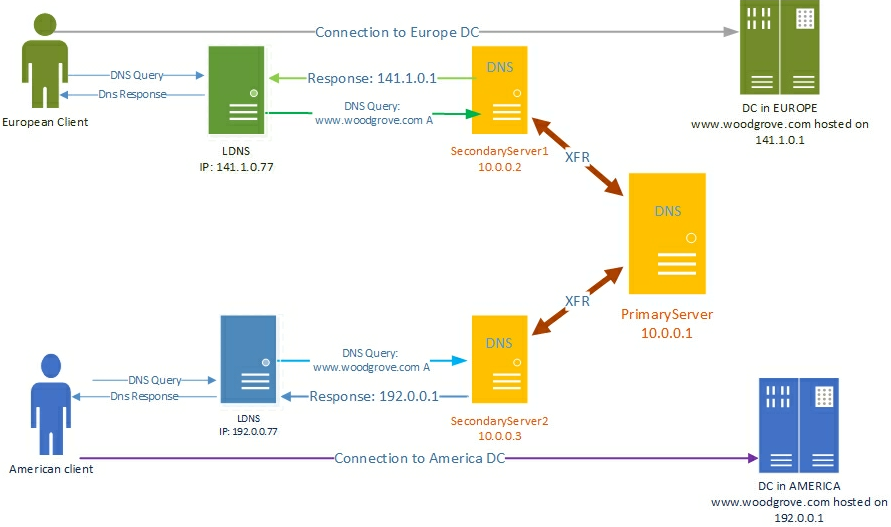 Connection to Europe DC
DNS Query
Dns Response
European Client
LDNS
IP: 141.1.0.77
Response: 141.1.0.1
DNS Query:
www.woodgrove.com A
DNS
SecondaryServer1
10.0.0.2
DC in EUROPE
www.woodgrove.com hosted on
141.1.0.1
XFR
DNS
PrimaryServer
10.0.0.1
XFR
DNS Query
Dns Response
American client
LDNS
IP: 192.0.0.77
DNS Query:
www.woodgrove.com A
Response: 192.0.0.1
DNS
SecondaryServer2
10.0.0.3
Connection to America DC
DC in AMERICA
www.woodgrove.com hosted on
192.0.0.1